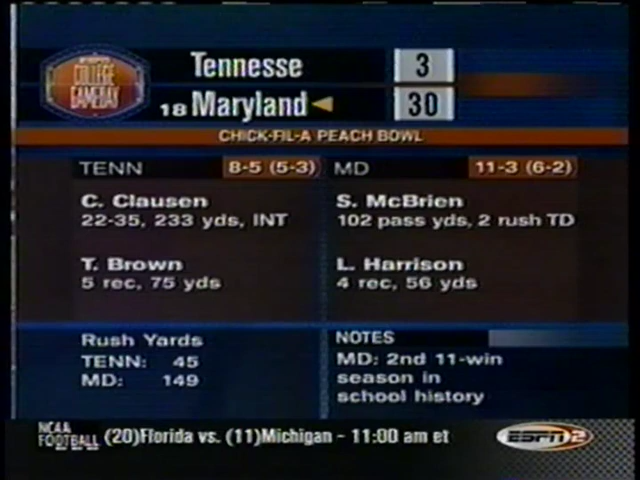 COLLEGE
GAMEDAY
Tennesse 3
18 Maryland 30
CHICK-FIL-A PEACH BOWL
TENN 8-5 (5-3) MD 11-3 (6-2)
C. Clausen S. McBrien
22-35, 233 yds, INT 102 pass yds, 2 rush TD
T. Brown L. Harrison
5 rec, 75 yds 4 rec, 56 yds
Rush Yards NOTES
TENN: 45 MD: 2nd 11-win
MD: 149 season in
school history
NCAA
FOOTBALL (20)Florida vs. (11)Michigan - 11:00 am et ESPN 2